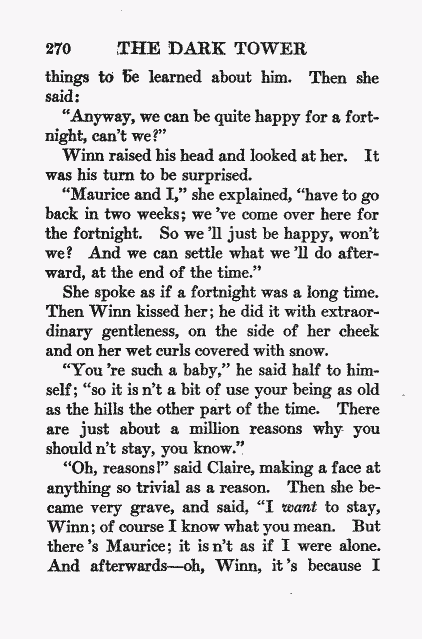 270 THE DARK TOWER
things to be learned about him. Then she
said:
"Anyway, we can be quite happy for a fort-
night, can't we?"
Winn raised his head and looked at her. It
was his turn to be surprised.
"Maurice and I," she explained, "have to go
back in two weeks; we 've come over here for
the fortnight. So we 'll just be happy, won't
we? And we can settle what we 'll do after-
ward, at the end of the time."
She spoke as if a fortnight was a long time.
Then Winn kissed her; he did it with extraor-
dinary gentleness, on the side of her cheek
and on her wet curls covered with snow.
"You 're such a baby," he said half to him-
self; "so it is n't a bit of use your being as old
as the hills the other part of the time. There
are just about a million reasons why you
should n't stay, you know."
"Oh, reasons!" said Claire, making a face at
anything so trivial as a reason. Then she be-
came very grave, and said, "I want to stay,
Winn; of course I know what you mean. But
there 's Maurice; it is n't as if I were alone.
And afterwards—oh, Winn, it 's because I